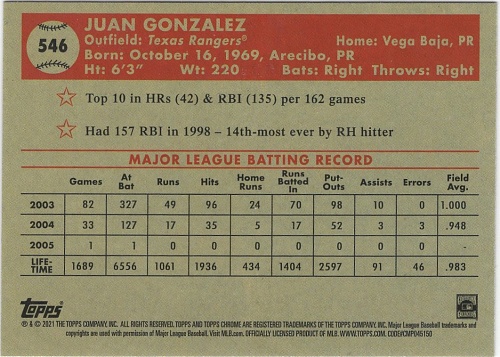 546
JUAN GONZALEZ
Outfield: Texas Rangers® Home: Vega Baja, PR
Born: October 16, 1969, Arecibo, PR
Ht: 6'3" Wt: 220 Bats: Right Throws: Right
Top 10 in HRs (42) & RBI (135) per 162 games
Had 157 RBI in 1998 – 14th-most ever by RH hitter
MAJOR LEAGUE BATTING RECORD
Games At Bat Runs Hits Home Runs Runs Batted In Put-Outs Assists Errors Field Avg.
2003 82 327 49 96 24 70 98 10 0 1.000
2004 33 127 17 35 5 17 52 3 3 .948
2005 1 1 0 0 0 0 0 0 0 -
LIFE-TIME 1689 6556 1061 1936 434 1404 2597 91 46 .983
Topps
® & © 2021 THE TOPPS COMPANY, INC. ALL RIGHTS RESERVED. TOPPS AND TOPPS CHROME ARE REGISTERED TRADEMARKS OF THE TOPPS COMPANY, INC. Major League Baseball trademarks and
copyrights are used with permission of Major League Baseball. Visit MLB.com. OFFICIALLY LICENSED PRODUCT OF MLB. WWW.TOPPS.COM. CODE#CMP045150